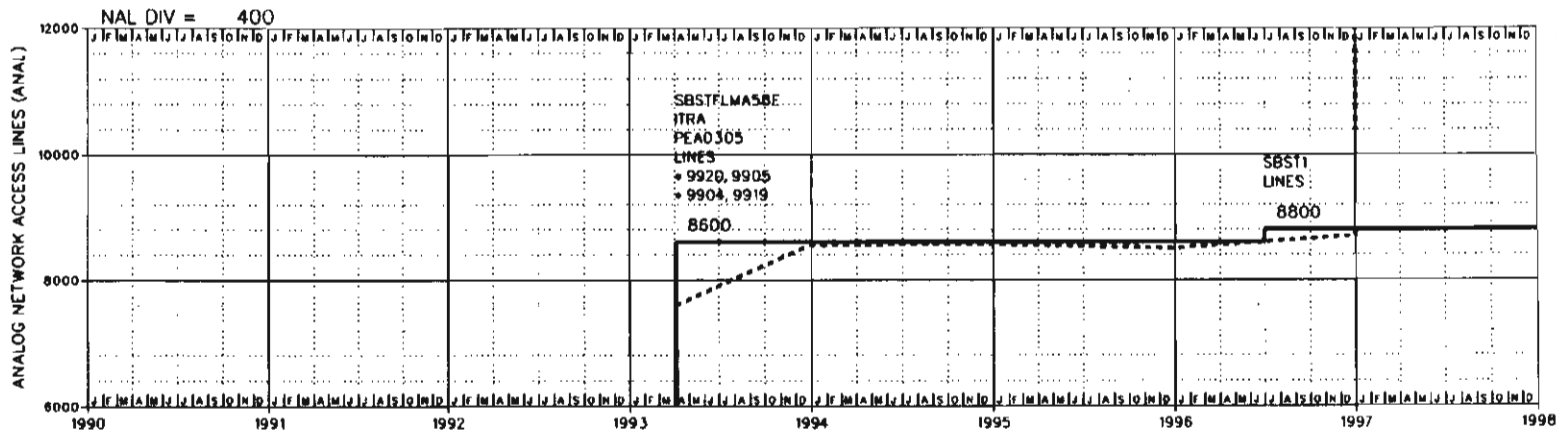 NAL DIV = 400
ANALOG NETWORK ACCESS LINES (ANAL)
12000
10000
8000
6000
J F M A M J J A S O N D J F M A M J J A S O N D J F M A M J J A S O N D J F M A M J J A S O N D J F M A M J J A S O N D J F M A M J J A S O N D J F M A M J J A S O N D J F M A M J J A S O N D
SBSTFLMA58E
ITRA
PEA0305
LINES
* 9920, 9905
* 9904, 9919
8600
SBST1
LINES
8800
J F M A M J J A S O N D J F M A M J J A S O N D J F M A M J J A S O N D J F M A M J J A S O N D J F M A M J J A S O N D J F M A M J J A S O N D J F M A M J J A S O N D J F M A M J J A S O N D
1990 1991 1992 1993 1994 1995 1996 1997 1998